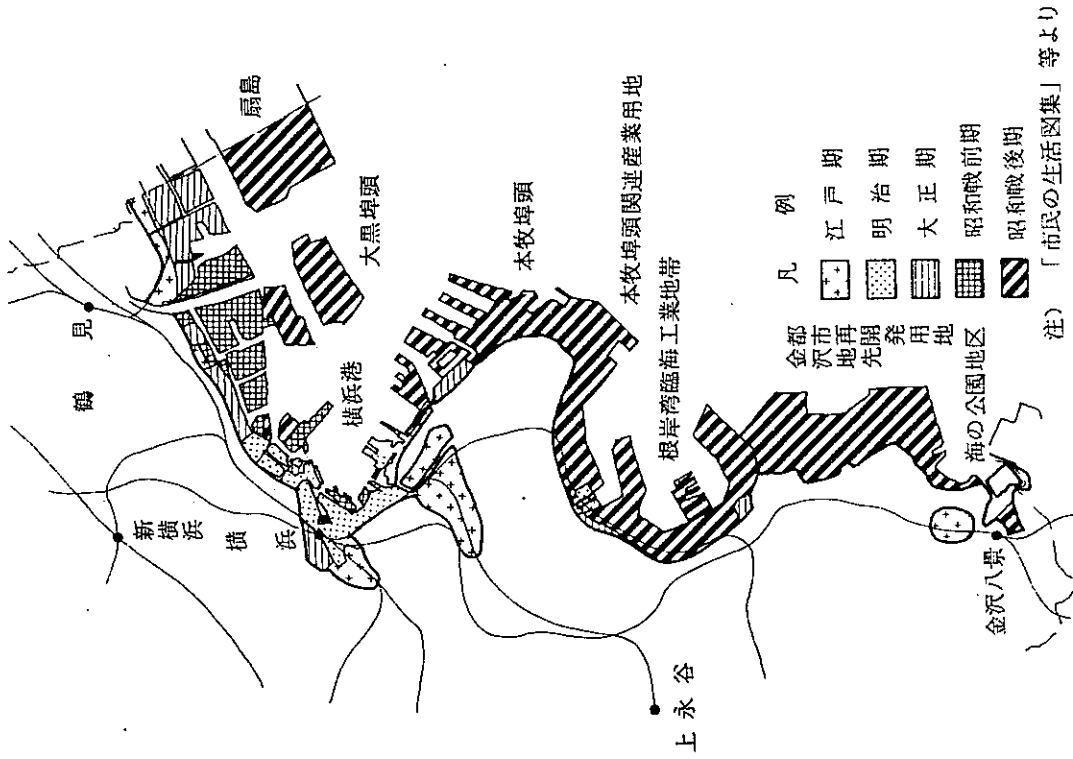 扇島
大黒埠頭
本牧埠頭
本牧埠頭関連産業用地
鶴見
横浜港
根岸湾臨海工業地帯
新横浜
横浜
金沢地先
都市再開発用地
海の公園地区
金沢八景
上永谷
凡例
江戸期
明治期
大正期
昭和戦前期
昭和戦後期
注）「市民の生活図集」等より